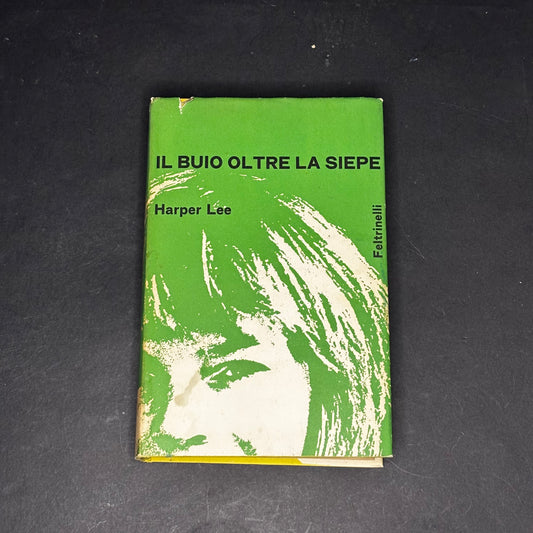 IL BUIO OLTRE LA SIEPE
Harper Lee
Feltrinelli